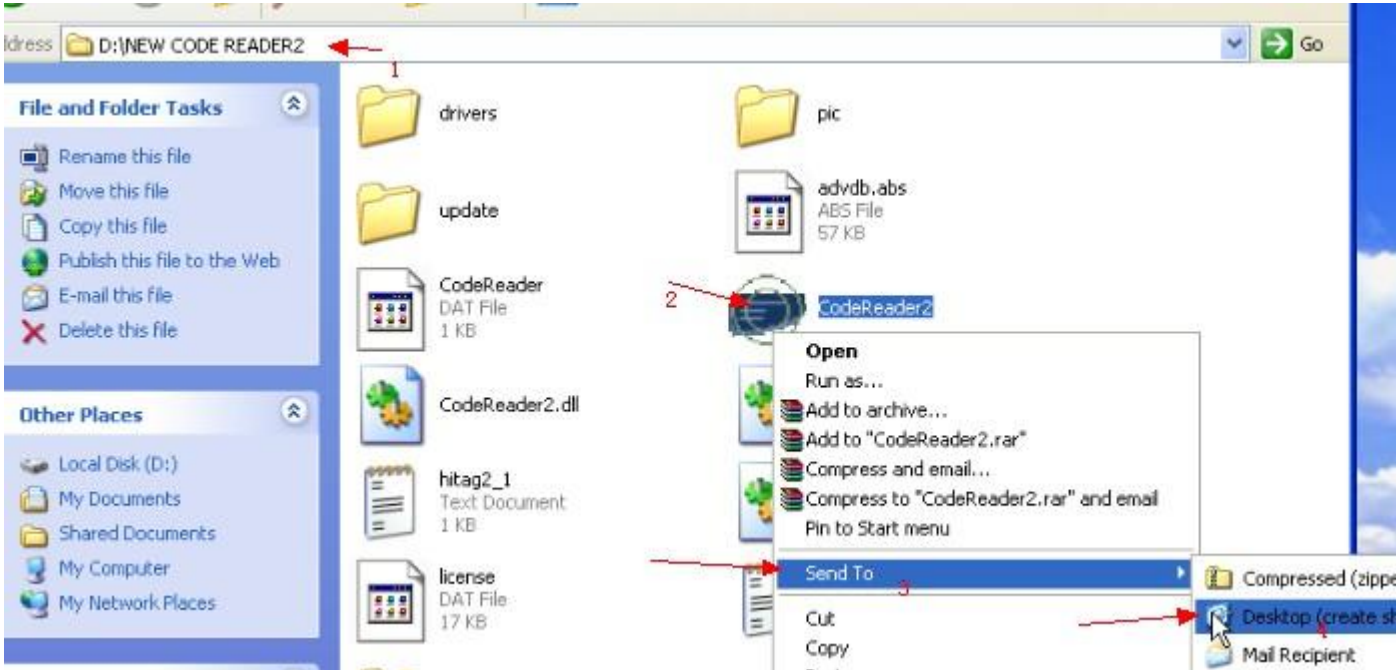 ddress D:\NEW CODE READER2 Go
1
File and Folder Tasks
Rename this file
Move this file
Copy this file
Publish this file to the Web
E-mail this file
Delete this file
Other Places
Local Disk (D:)
My Documents
Shared Documents
My Computer
My Network Places
drivers
pic
update
advdb.abs
ABS File
57 KB
CodeReader
DAT File
1 KB
2
CodeReader2
CodeReader2.dll
hitag2_1
Text Document
1 KB
license
DAT File
17 KB
Open
Run as...
Add to archive...
Add to "CodeReader2.rar"
Compress and email...
Compress to "CodeReader2.rar" and email
Pin to Start menu
Send To
3
Cut
Copy
Compressed (zippe
Desktop (create sh
4
Mail Recipient